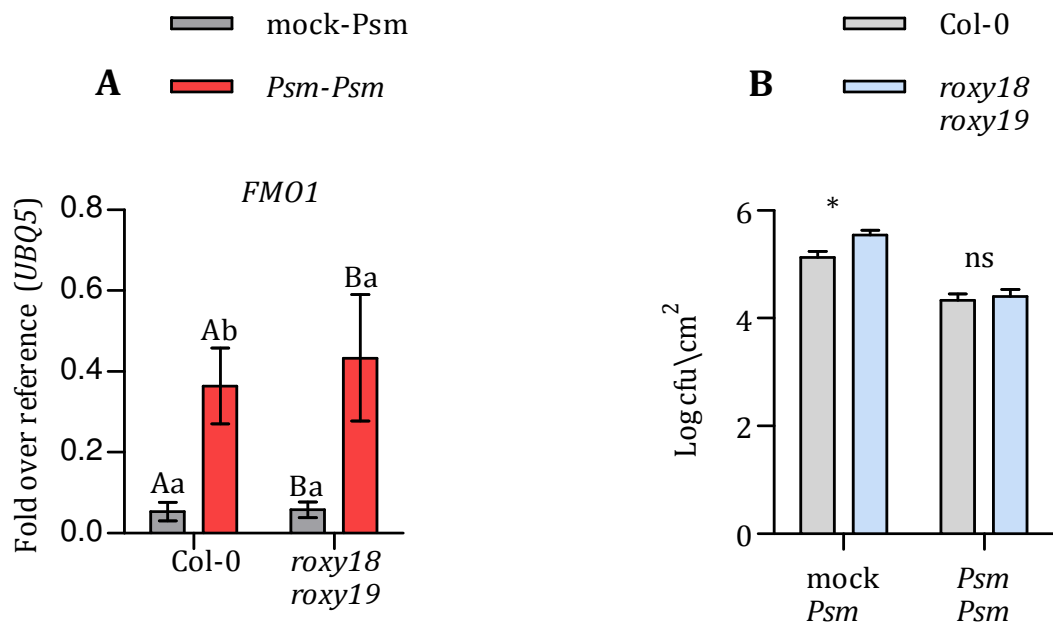 mock-Psm
A
Psm-Psm
FMO1
Fold over reference (UBQ5)
0.8
0.6
0.4
0.2
0.0
Aa
Ab
Ba
Ba
Col-0
roxy18
roxy19
Col-0
B
roxy18
roxy19
Log cfu\cm²
6
4
2
0
*
ns
mock
Psm
Psm
Psm